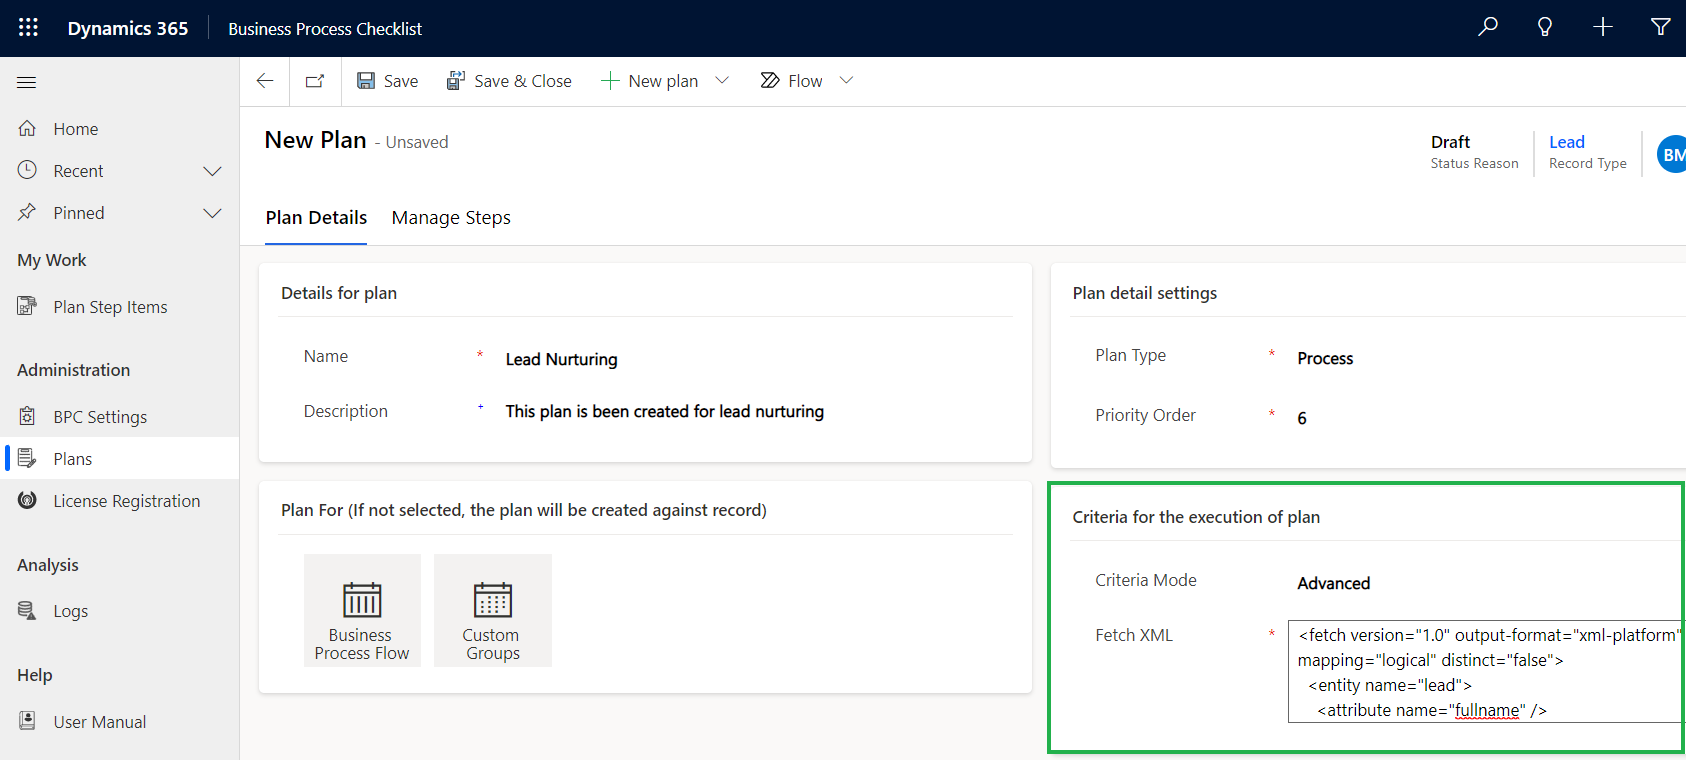 Dynamics 365
Business Process Checklist
Save
Save & Close
New plan
Flow
Home
Recent
Pinned
My Work
Plan Step Items
Administration
BPC Settings
Plans
License Registration
Analysis
Logs
Help
User Manual
New Plan - Unsaved
Draft
Status Reason
Lead
Record Type
BM
Plan Details
Manage Steps
Details for plan
Name * Lead Nurturing
Description + This plan is been created for lead nurturing
Plan detail settings
Plan Type * Process
Priority Order * 6
Plan For (If not selected, the plan will be created against record)
Business
Process Flow
Custom
Groups
Criteria for the execution of plan
Criteria Mode Advanced
Fetch XML *
<fetch version="1.0" output-format="xml-platform"
mapping="logical" distinct="false">
<entity name="lead">
<attribute name="fullname" />